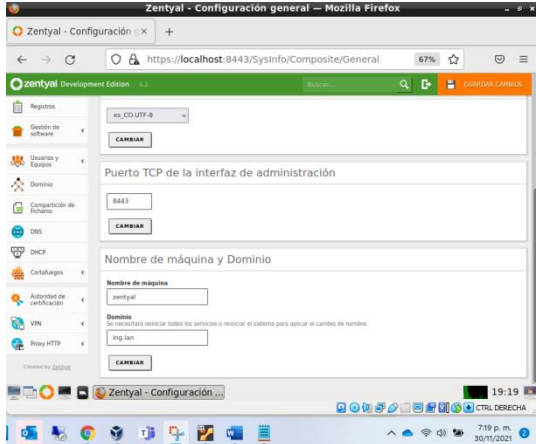 Zentyal - Configuración general — Mozilla Firefox
Zentyal - Configuración g
https://localhost:8443/SysInfo/Composite/General
67%
zentyal Development Edition
Buscar...
GUARDAR CAMBIOS
Registros
Gestión de software
Usuarios y Equipos
Dominio
Compartición de Ficheros
DNS
DHCP
Cortafuegos
Autoridad de certificación
VPN
Proxy HTTP
Created by Zentyal
es_CO.UTF-8
CAMBIAR
Puerto TCP de la interfaz de administración
8443
CAMBIAR
Nombre de máquina y Dominio
Nombre de máquina
zentyal
Dominio
Se necesitará reiniciar todos los servicios o reiniciar el sistema para aplicar el cambio de nombre.
ing.lan
CAMBIAR
Zentyal - Configuración ...
19:19
CTRL DERECHA
7:19 p. m.
30/11/2021